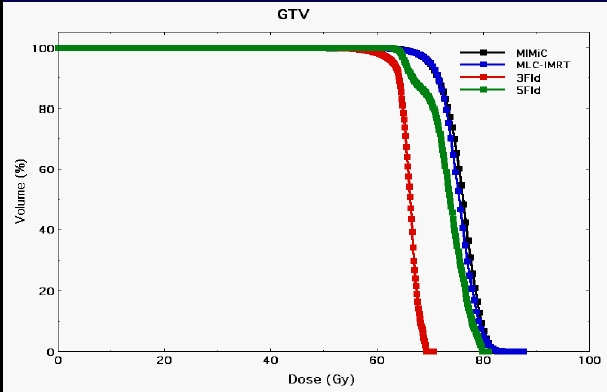 GTV
MIMiC
MLC-IMRT
3Fld
5Fld
Volume (%)
100
80
60
40
20
0
0 20 40 60 80 100
Dose (Gy)